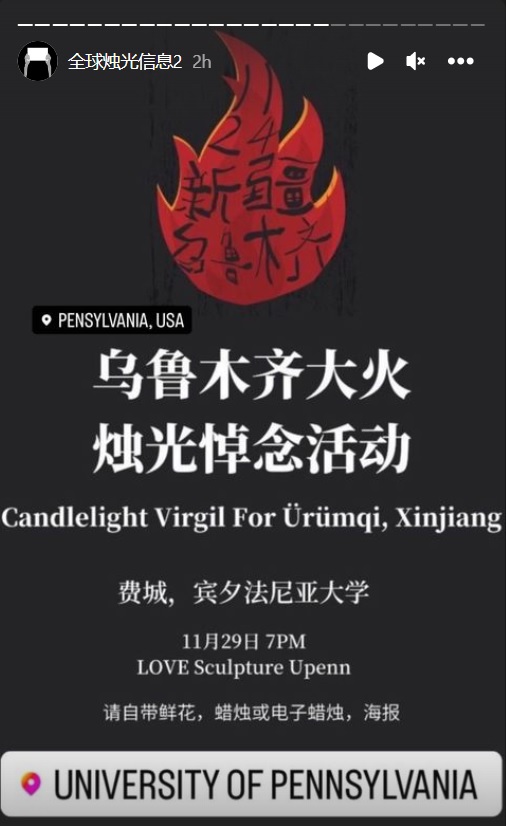 全球烛光信息2 2h
11
24
新疆
乌鲁木齐
PENSYLVANIA, USA
乌鲁木齐大火
烛光悼念活动
Candlelight Virgil For Ürümqi, Xinjiang
费城，宾夕法尼亚大学
11月29日 7PM
LOVE Sculpture Upenn
请自带鲜花，蜡烛或电子蜡烛，海报
UNIVERSITY OF PENNSYLVANIA